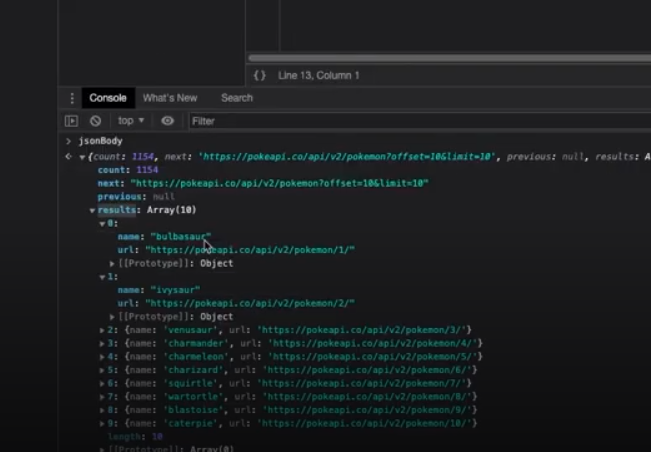 {} Line 13, Column 1
Console What's New Search
top Filter
jsonBody
{count: 1154, next: 'https://pokeapi.co/api/v2/pokemon?offset=10&limit=10', previous: null, results: A
count: 1154
next: "https://pokeapi.co/api/v2/pokemon?offset=10&limit=10"
previous: null
results: Array(10)
0:
name: "bulbasaur"
url: "https://pokeapi.co/api/v2/pokemon/1/"
[[Prototype]]: Object
1:
name: "ivysaur"
url: "https://pokeapi.co/api/v2/pokemon/2/"
[[Prototype]]: Object
2: {name: 'venusaur', url: 'https://pokeapi.co/api/v2/pokemon/3/'}
3: {name: 'charmander', url: 'https://pokeapi.co/api/v2/pokemon/4/'}
4: {name: 'charmeleon', url: 'https://pokeapi.co/api/v2/pokemon/5/'}
5: {name: 'charizard', url: 'https://pokeapi.co/api/v2/pokemon/6/'}
6: {name: 'squirtle', url: 'https://pokeapi.co/api/v2/pokemon/7/'}
7: {name: 'wartortle', url: 'https://pokeapi.co/api/v2/pokemon/8/'}
8: {name: 'blastoise', url: 'https://pokeapi.co/api/v2/pokemon/9/'}
9: {name: 'caterpie', url: 'https://pokeapi.co/api/v2/pokemon/10/'}
length: 10
[[Prototype]]: Array(0)